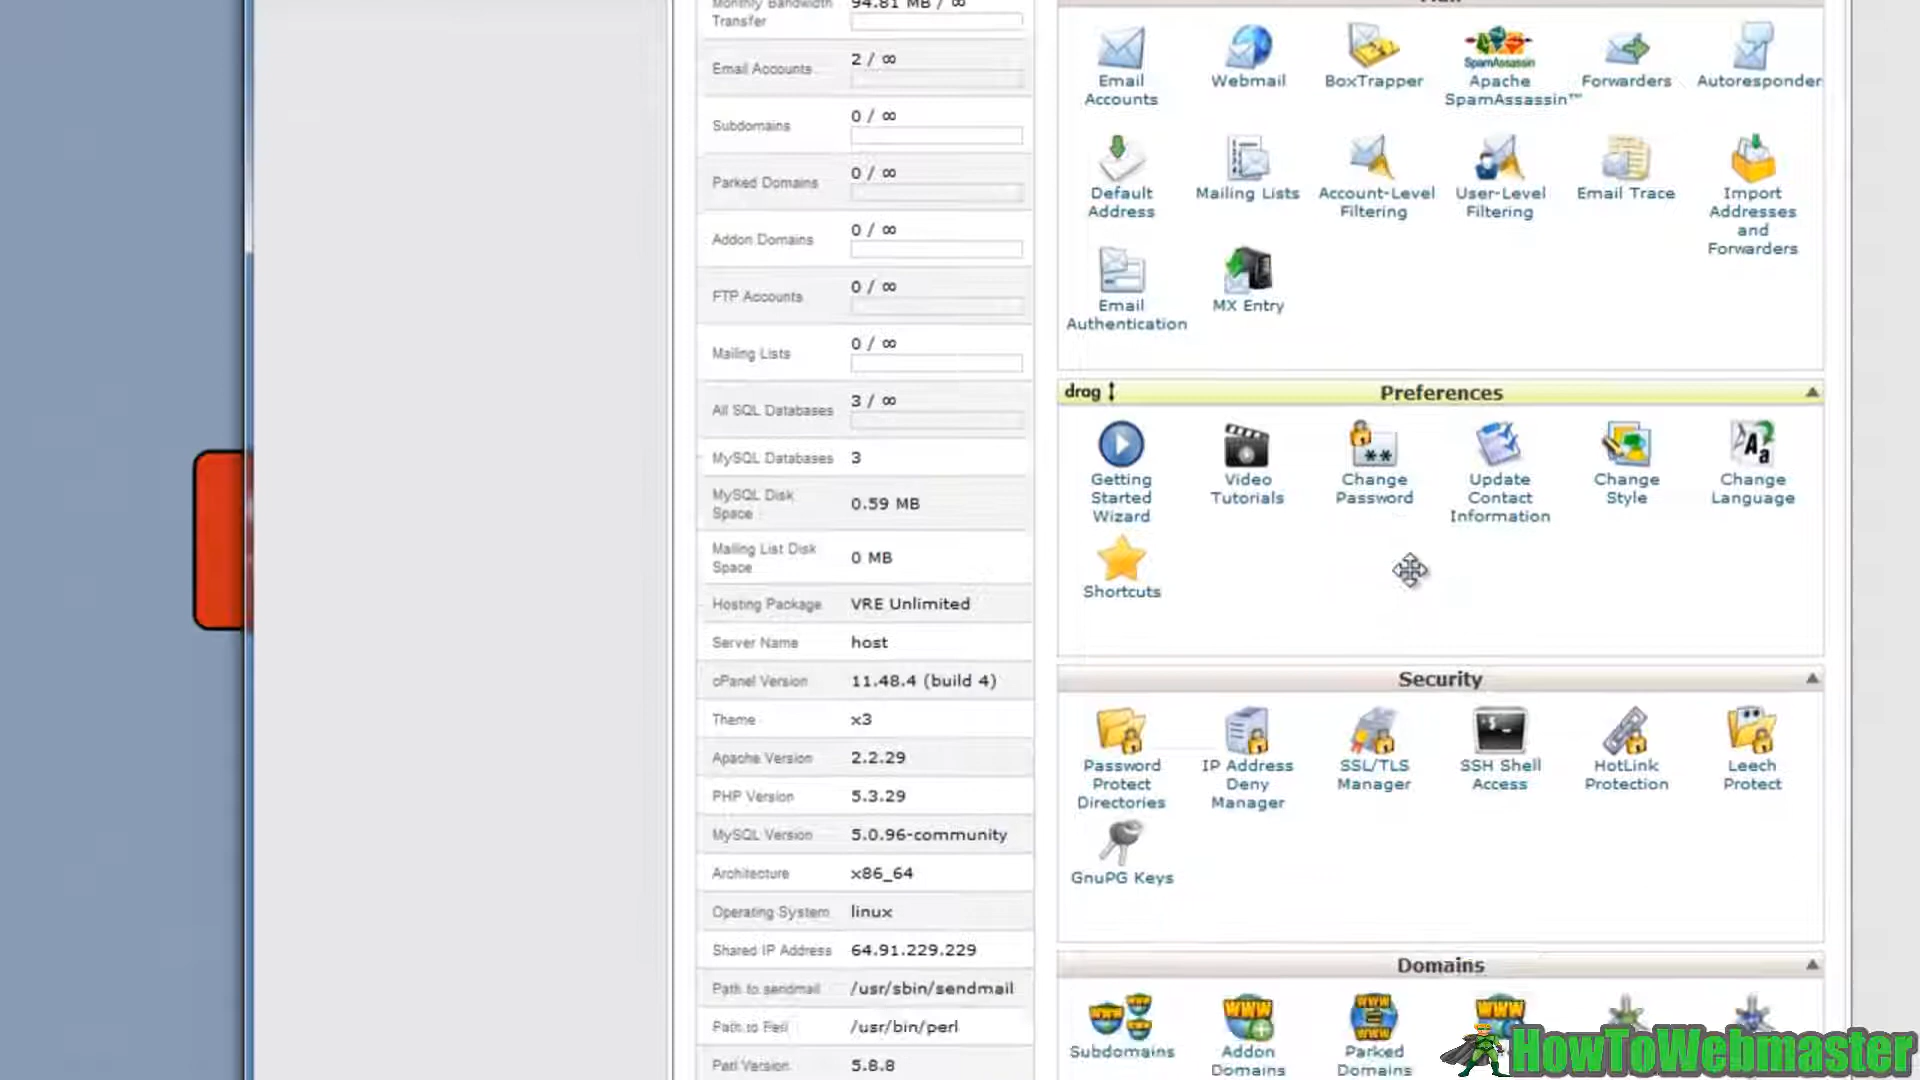 Monthly Bandwidth
Transfer
94.81 MB / ∞
Email Accounts
2 / ∞
Subdomains
0 / ∞
Parked Domains
0 / ∞
Addon Domains
0 / ∞
FTP Accounts
0 / ∞
Mailing Lists
0 / ∞
All SQL Databases
3 / ∞
MySQL Databases
3
MySQL Disk
Space
0.59 MB
Mailing List Disk
Space
0 MB
Hosting Package
VRE Unlimited
Server Name
host
cPanel Version
11.48.4 (build 4)
Theme
x3
Apache Version
2.2.29
PHP Version
5.3.29
MySQL Version
5.0.96-community
Architecture
x86_64
Operating System
linux
Shared IP Address
64.91.229.229
Path to sendmail
/usr/sbin/sendmail
Path to Perl
/usr/bin/perl
Perl Version
5.8.8
Mail
Email
Accounts
Webmail
BoxTrapper
SpamAssassin
Apache
SpamAssassin™
Forwarders
Autoresponder
Default
Address
Mailing Lists
Account-Level
Filtering
User-Level
Filtering
Email Trace
Import
Addresses
and
Forwarders
Email
Authentication
MX Entry
drag
Preferences
Getting
Started
Wizard
Video
Tutorials
Change
Password
Update
Contact
Information
Change
Style
Change
Language
Shortcuts
Security
Password
Protect
Directories
IP Address
Deny
Manager
SSL/TLS
Manager
SSH Shell
Access
HotLink
Protection
Leech
Protect
GnuPG Keys
Domains
Subdomains
Addon
Domains
Parked
Domains
HowToWebmaster